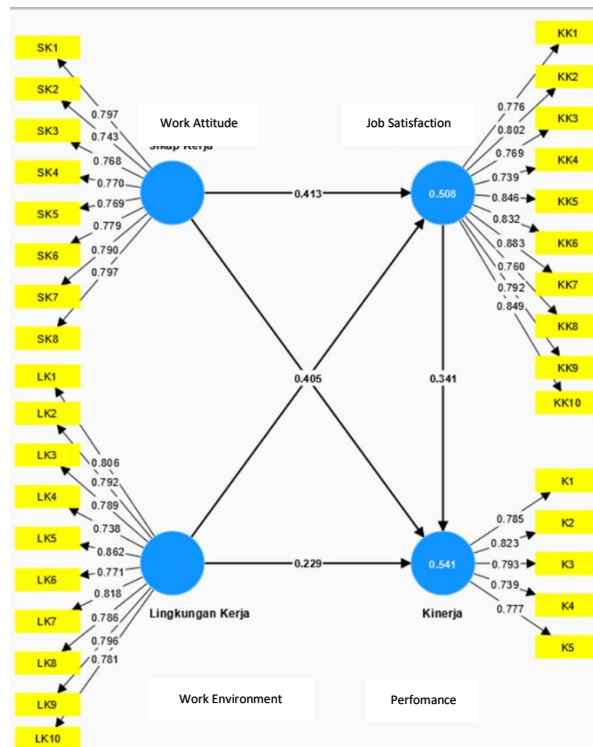 SK1
SK2
SK3
SK4
SK5
SK6
SK7
SK8
0.797
0.743
0.768
0.770
0.769
0.779
0.790
0.797
Work Attitude
Sikap Kerja
Job Satisfaction
KK1
KK2
KK3
KK4
KK5
KK6
KK7
KK8
KK9
KK10
0.776
0.802
0.769
0.739
0.846
0.832
0.883
0.760
0.792
0.849
0.413
0.508
0.405
0.341
LK1
LK2
LK3
LK4
LK5
LK6
LK7
LK8
LK9
LK10
0.806
0.792
0.789
0.738
0.862
0.771
0.818
0.786
0.796
0.781
0.229
0.541
Lingkungan Kerja
Kinerja
K1
K2
K3
K4
K5
0.785
0.823
0.793
0.739
0.777
Work Environment
Perfomance